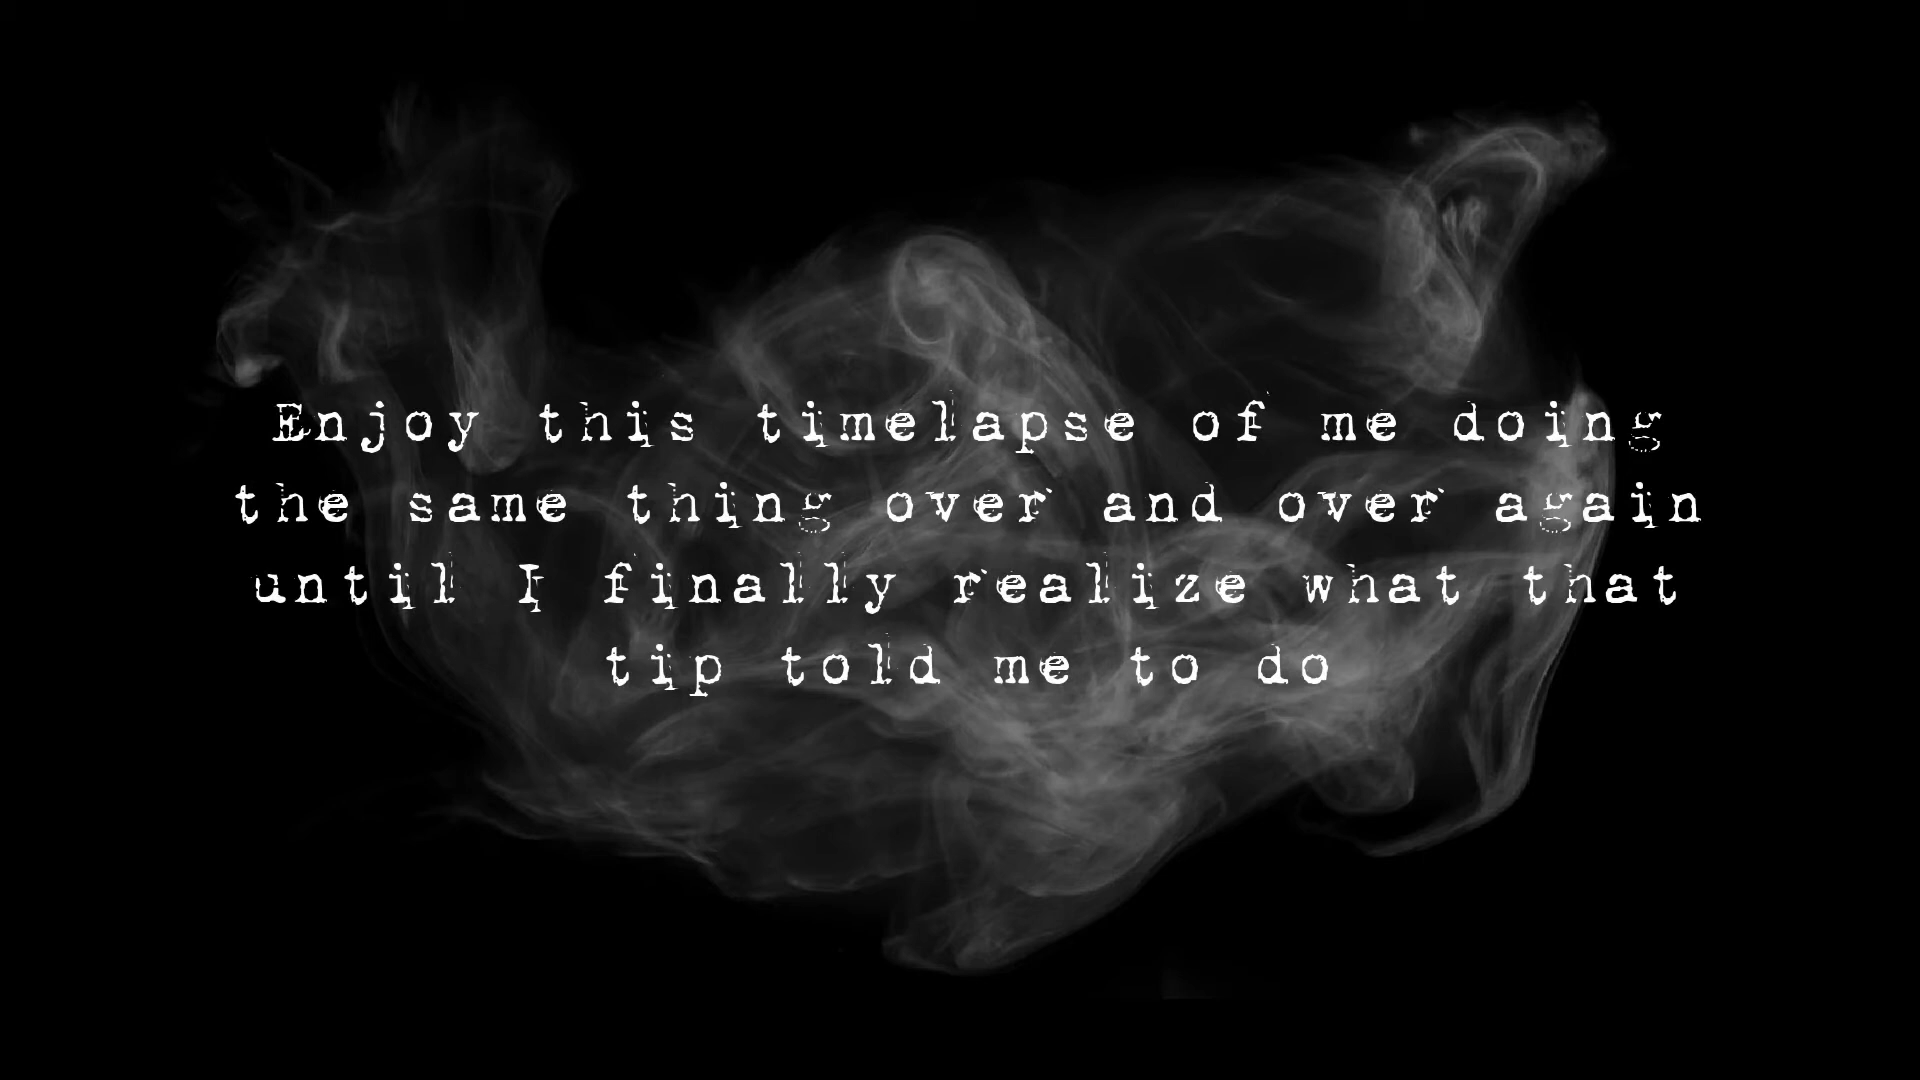 Enjoy this timelapse of me doing
the same thing over and over again
until I finally realize what that
tip told me to do